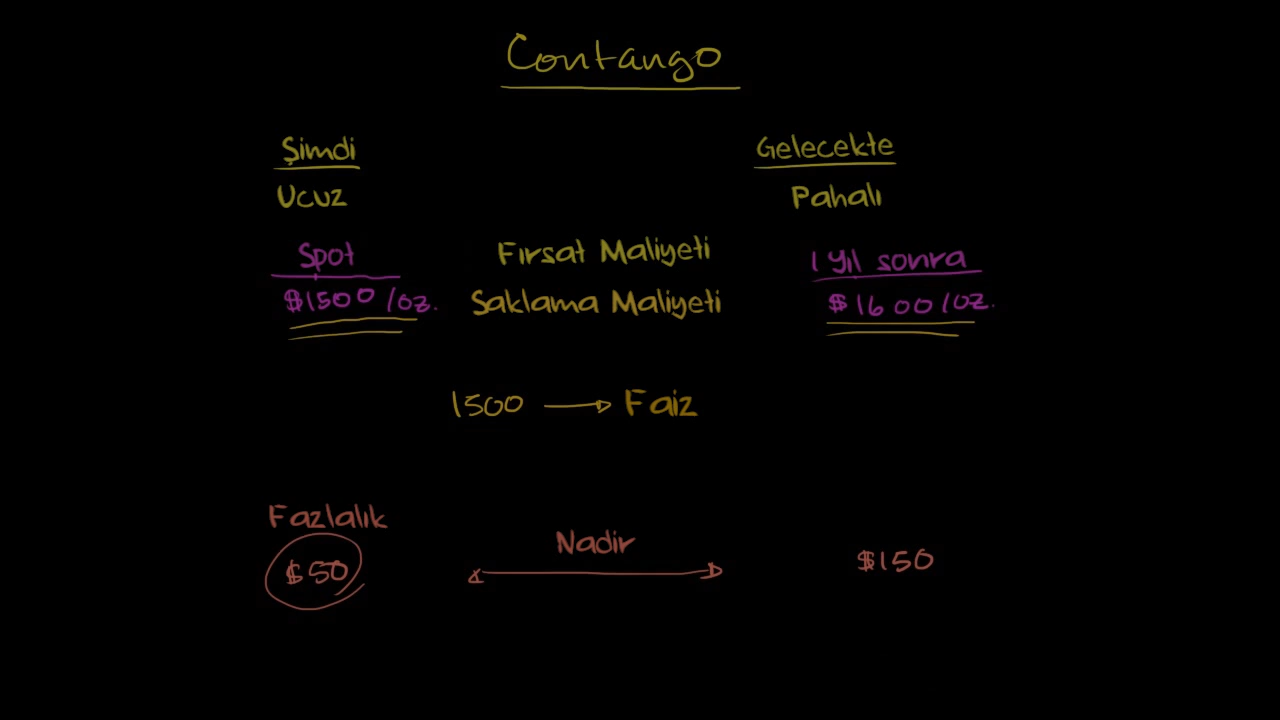 Contango
Şimdi
Gelecekte
Ucuz
Pahalı
Spot
Fırsat Maliyeti
1 Yıl sonra
$1500/oz.
Saklama Maliyeti
$1600/oz.
1500 → Faiz
Fazlalık
Nadir
$50
$150